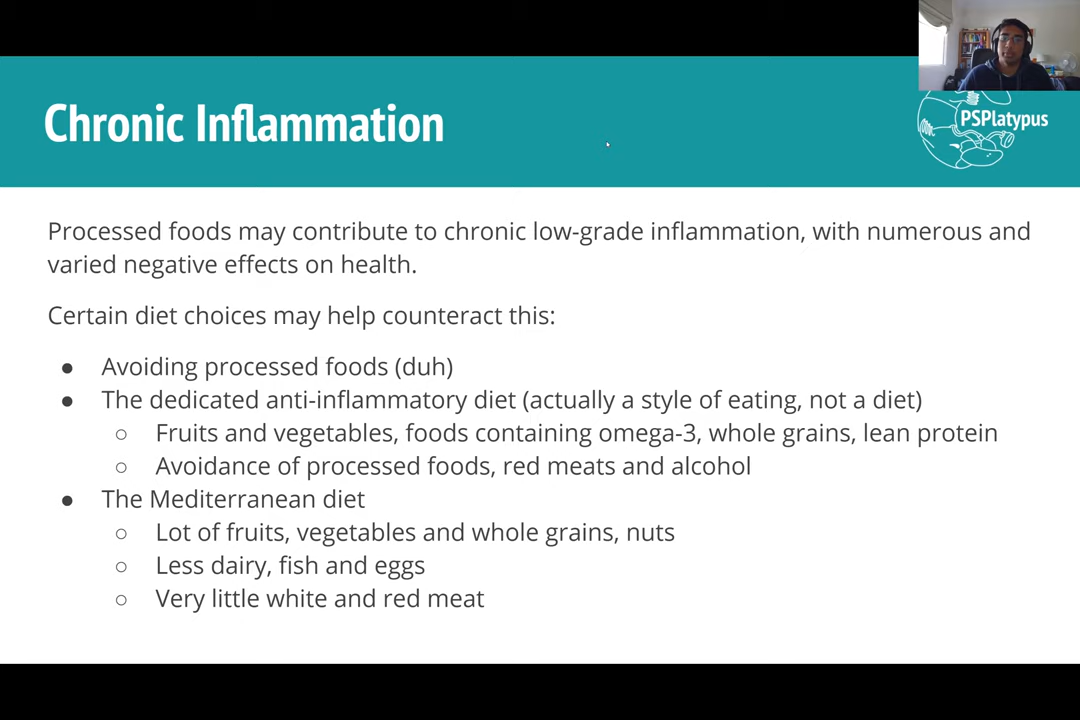 Chronic Inflammation
PSPlatypus
Processed foods may contribute to chronic low-grade inflammation, with numerous and
varied negative effects on health.
Certain diet choices may help counteract this:
● Avoiding processed foods (duh)
● The dedicated anti-inflammatory diet (actually a style of eating, not a diet)
○ Fruits and vegetables, foods containing omega-3, whole grains, lean protein
○ Avoidance of processed foods, red meats and alcohol
● The Mediterranean diet
○ Lot of fruits, vegetables and whole grains, nuts
○ Less dairy, fish and eggs
○ Very little white and red meat